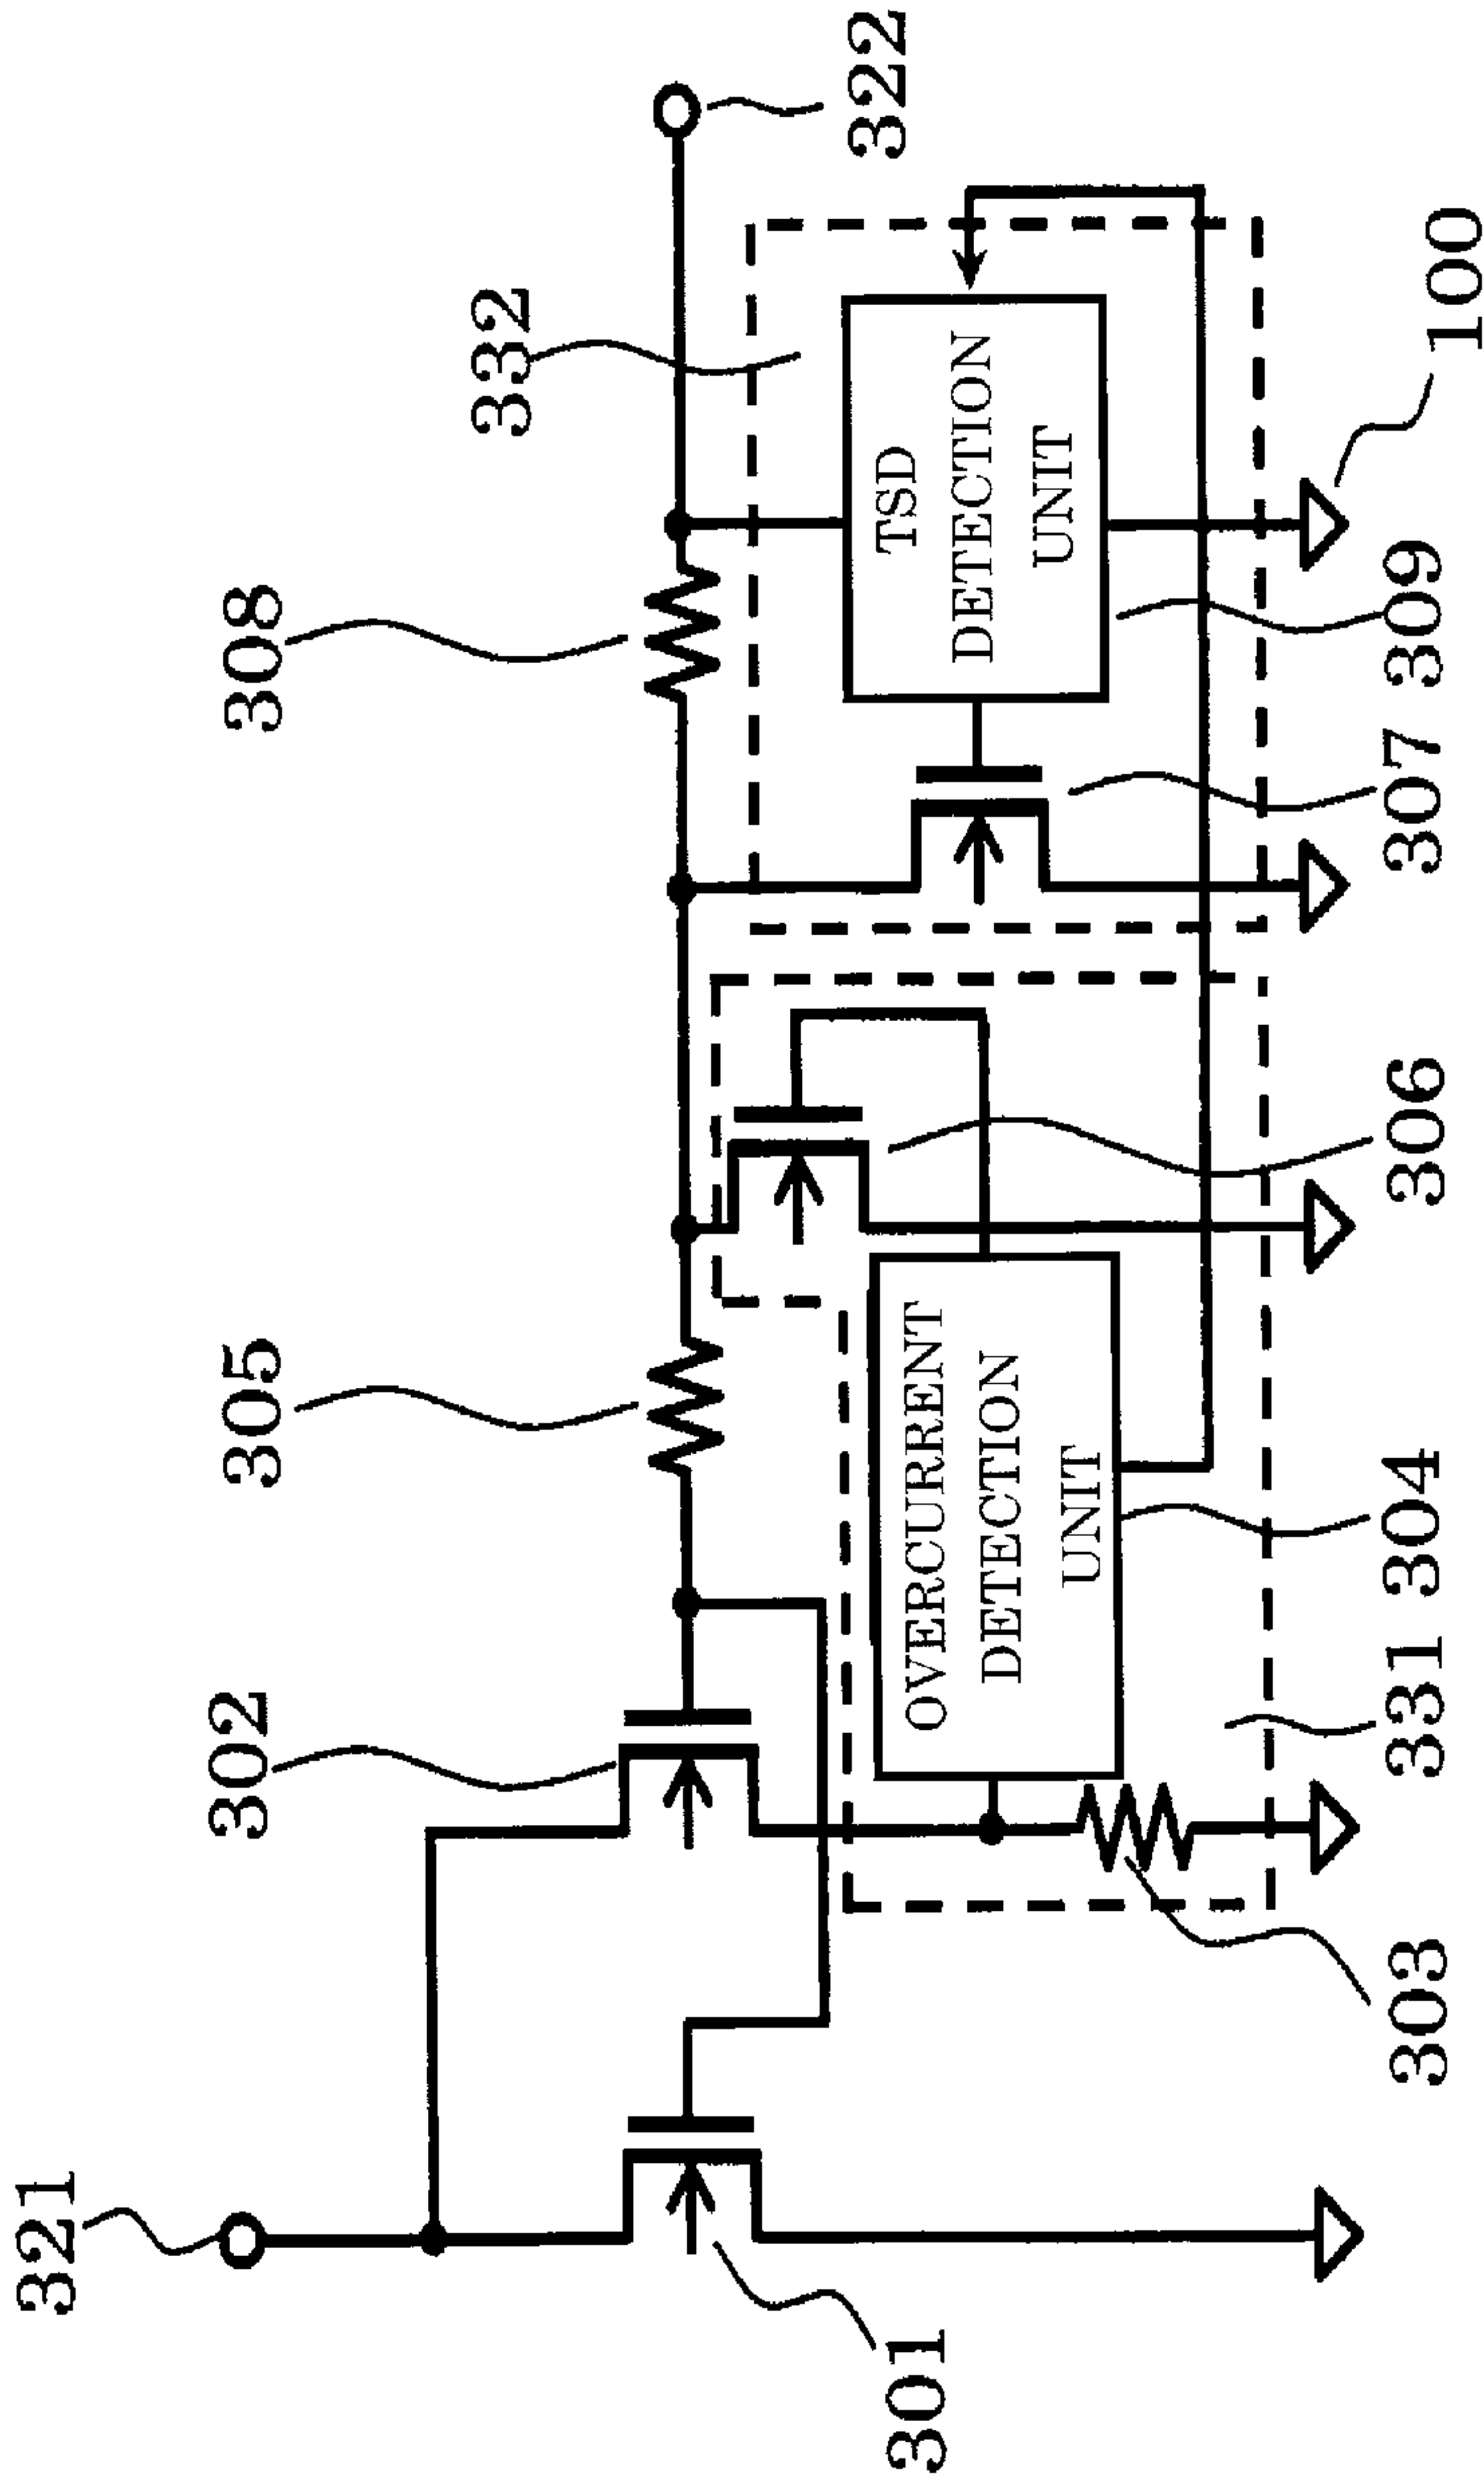 321
302
305
308
332
322
TSD
DETECTION
UNIT
OVERCURRENT
DETECTION
UNIT
301
303
331
304
306
307
309
100